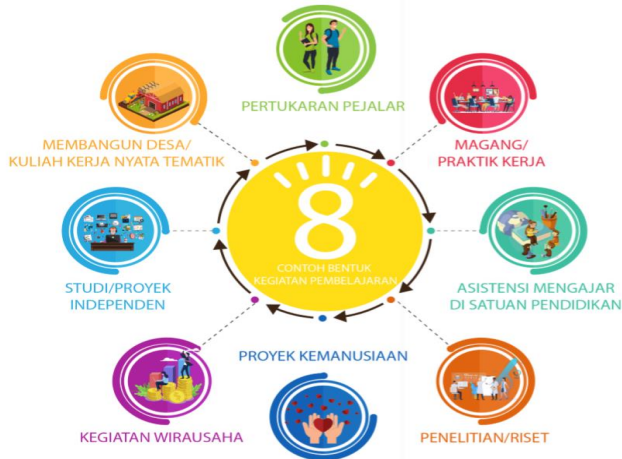 PERTUKARAN PEJALAR
MAGANG/
PRAKTIK KERJA
ASISTENSI MENGAJAR
DI SATUAN PENDIDIKAN
PENELITIAN/RISET
PROYEK KEMANUSIAAN
KEGIATAN WIRAUSAHA
STUDI/PROYEK
INDEPENDEN
MEMBANGUN DESA/
KULIAH KERJA NYATA TEMATIK
8
CONTOH BENTUK
KEGIATAN PEMBELAJARAN